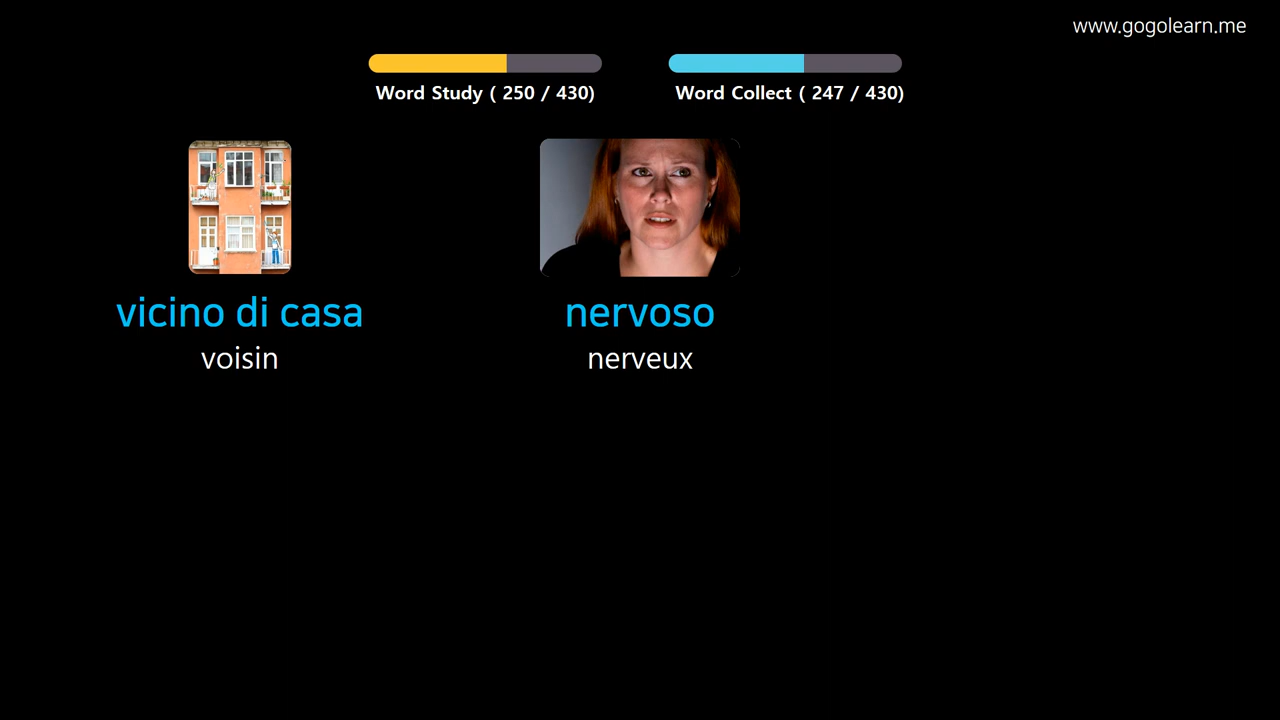 www.gogolearn.me
Word Study ( 250 / 430)
Word Collect ( 247 / 430)
vicino di casa
voisin
nervoso
nerveux